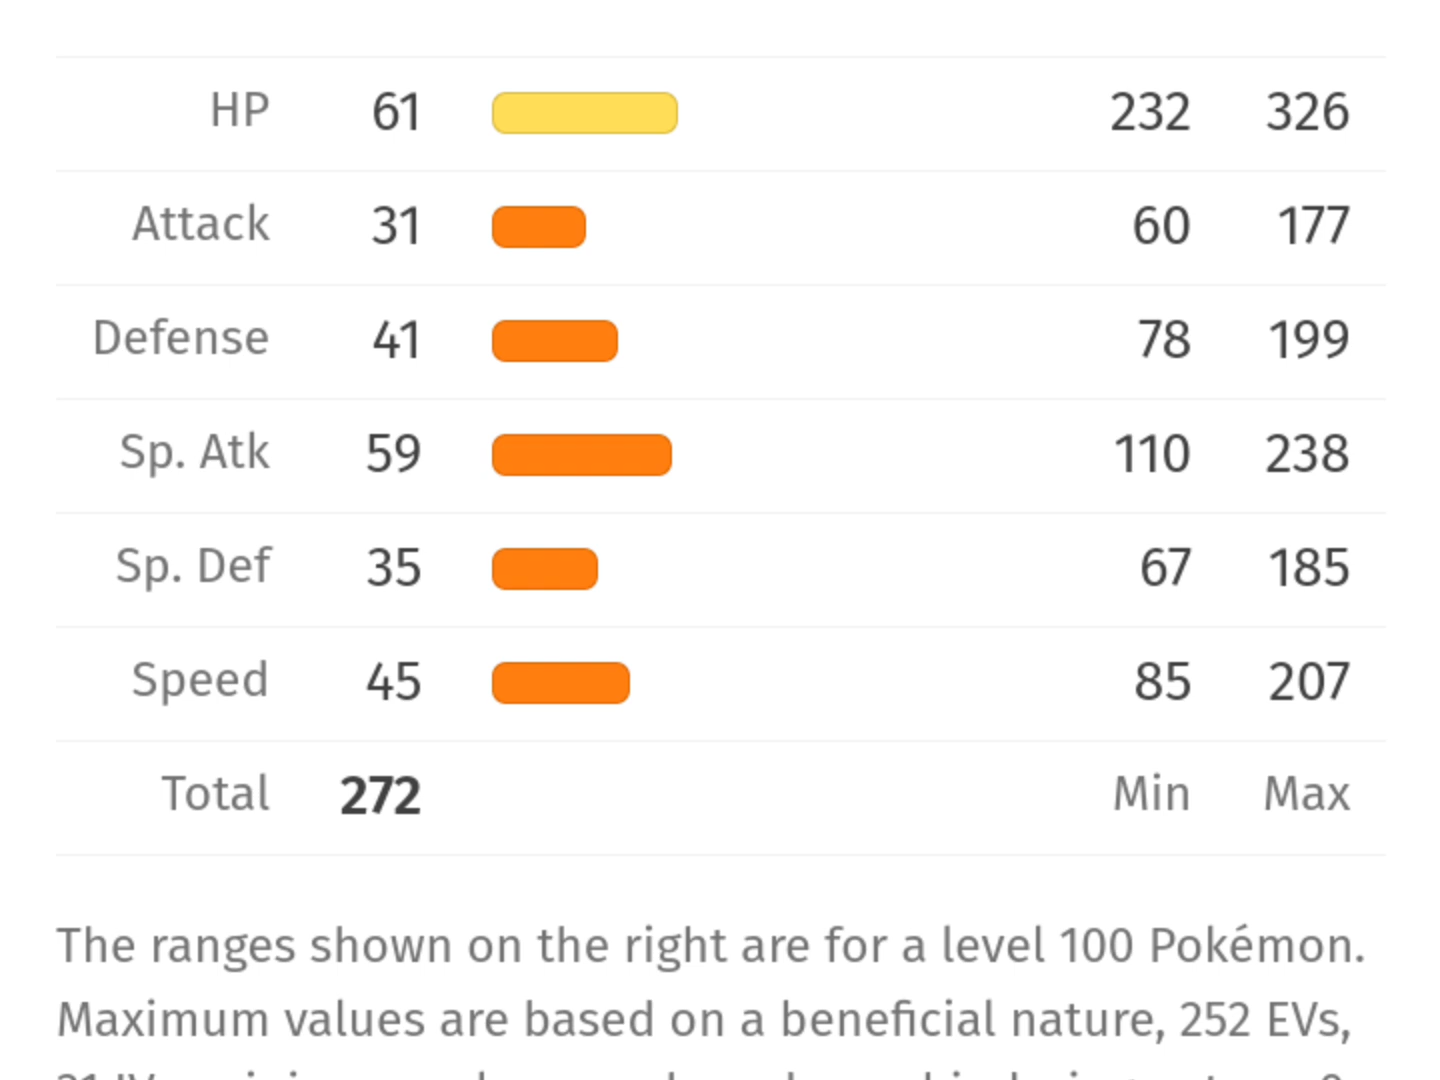 HP 61 232 326
Attack 31 60 177
Defense 41 78 199
Sp. Atk 59 110 238
Sp. Def 35 67 185
Speed 45 85 207
Total 272 Min Max
The ranges shown on the right are for a level 100 Pokémon.
Maximum values are based on a beneficial nature, 252 EVs,